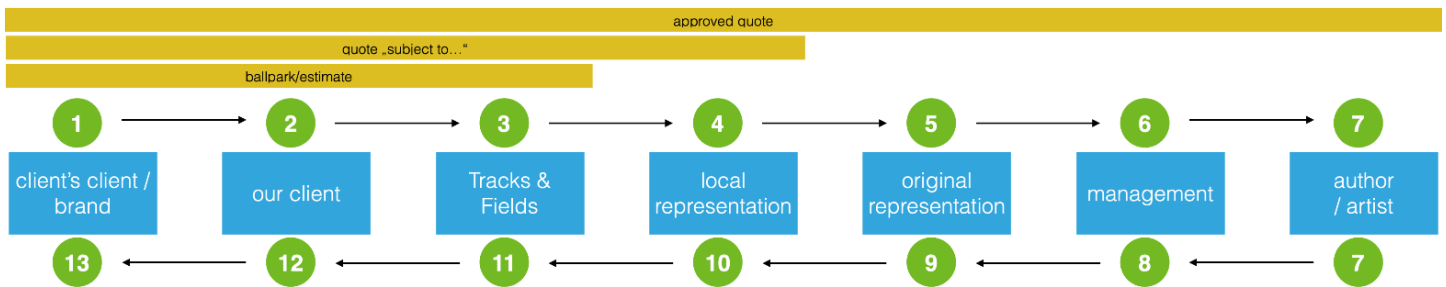 approved quote
quote „subject to…“
ballpark/estimate
1
2
3
4
5
6
7
client's client /
brand
our client
Tracks &
Fields
local
representation
original
representation
management
author
/ artist
13
12
11
10
9
8
7